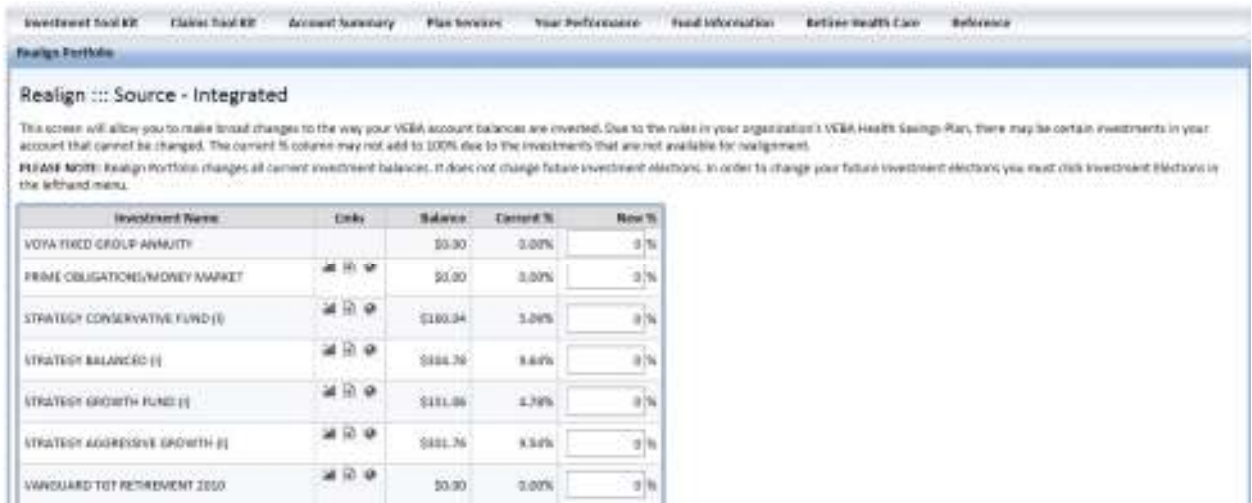 Investment Tool Kit Claims Tool Kit Account Summary Plan Services Your Performance Fund Information Retiree Health Care Reference
Realign Portfolio
Realign ::: Source - Integrated
This screen will allow you to make broad changes to the way your VEBA account balances are invested. Due to the rules in your organization's VEBA Health Savings Plan, there may be certain investments in your
account that cannot be changed. The current % column may not add to 100% due to the investments that are not available for realignment.
PLEASE NOTE: Realign Portfolio changes all current investment balances. It does not change future investment elections. In order to change your future investment elections you must click Investment Elections in
the lefthand menu.
Investment Name Links Balance Current % New %
VOYA FIXED GROUP ANNUITY $0.00 0.00% 0 %
PRIME OBLIGATIONS/MONEY MARKET $0.00 0.00% 0 %
STRATEGY CONSERVATIVE FUND (I) 0 %
STRATEGY BALANCED (I) 0 %
STRATEGY GROWTH FUND (I) 0 %
STRATEGY AGGRESSIVE GROWTH (I) 0 %
VANGUARD TGT RETIREMENT 2010 $0.00 0.00% 0 %